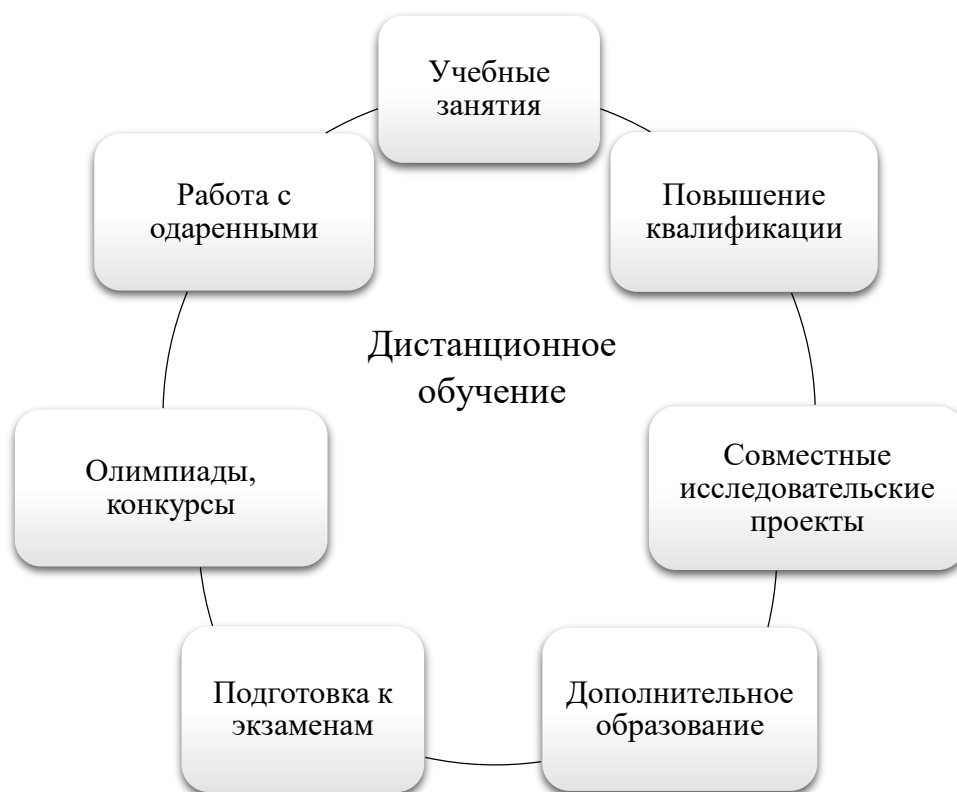 Учебные
занятия
Повышение
квалификации
Совместные
исследовательские
проекты
Дополнительное
образование
Подготовка к
экзаменам
Олимпиады,
конкурсы
Работа с
одаренными
Дистанционное
обучение